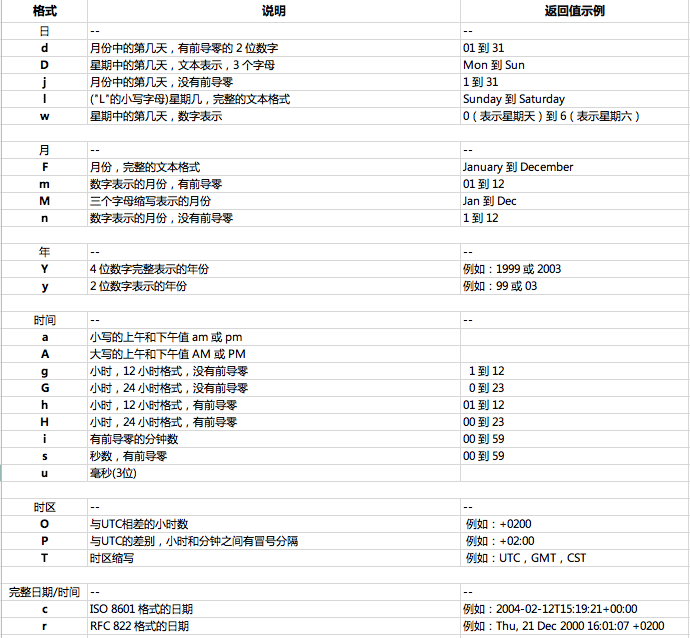 格式 说明 返回值示例
日 -- --
d 月份中的第几天，有前导零的 2 位数字 01 到 31
D 星期中的第几天，文本表示，3 个字母 Mon 到 Sun
j 月份中的第几天，没有前导零 1 到 31
l ("L"的小写字母)星期几，完整的文本格式 Sunday 到 Saturday
w 星期中的第几天，数字表示 0（表示星期天）到 6（表示星期六）
月 -- --
F 月份，完整的文本格式 January 到 December
m 数字表示的月份，有前导零 01 到 12
M 三个字母缩写表示的月份 Jan 到 Dec
n 数字表示的月份，没有前导零 1 到 12
年 -- --
Y 4 位数字完整表示的年份 例如：1999 或 2003
y 2 位数字表示的年份 例如：99 或 03
时间 -- --
a 小写的上午和下午值 am 或 pm
A 大写的上午和下午值 AM 或 PM
g 小时，12 小时格式，没有前导零 1 到 12
G 小时，24 小时格式，没有前导零 0 到 23
h 小时，12 小时格式，有前导零 01 到 12
H 小时，24 小时格式，有前导零 00 到 23
i 有前导零的分钟数 00 到 59
s 秒数，有前导零 00 到 59
u 毫秒(3位)
时区 -- --
O 与UTC相差的小时数 例如：+0200
P 与UTC的差别，小时和分钟之间有冒号分隔 例如：+02:00
T 时区缩写 例如：UTC，GMT，CST
完整日期/时间 -- --
c ISO 8601 格式的日期 例如：2004-02-12T15:19:21+00:00
r RFC 822 格式的日期 例如：Thu, 21 Dec 2000 16:01:07 +0200